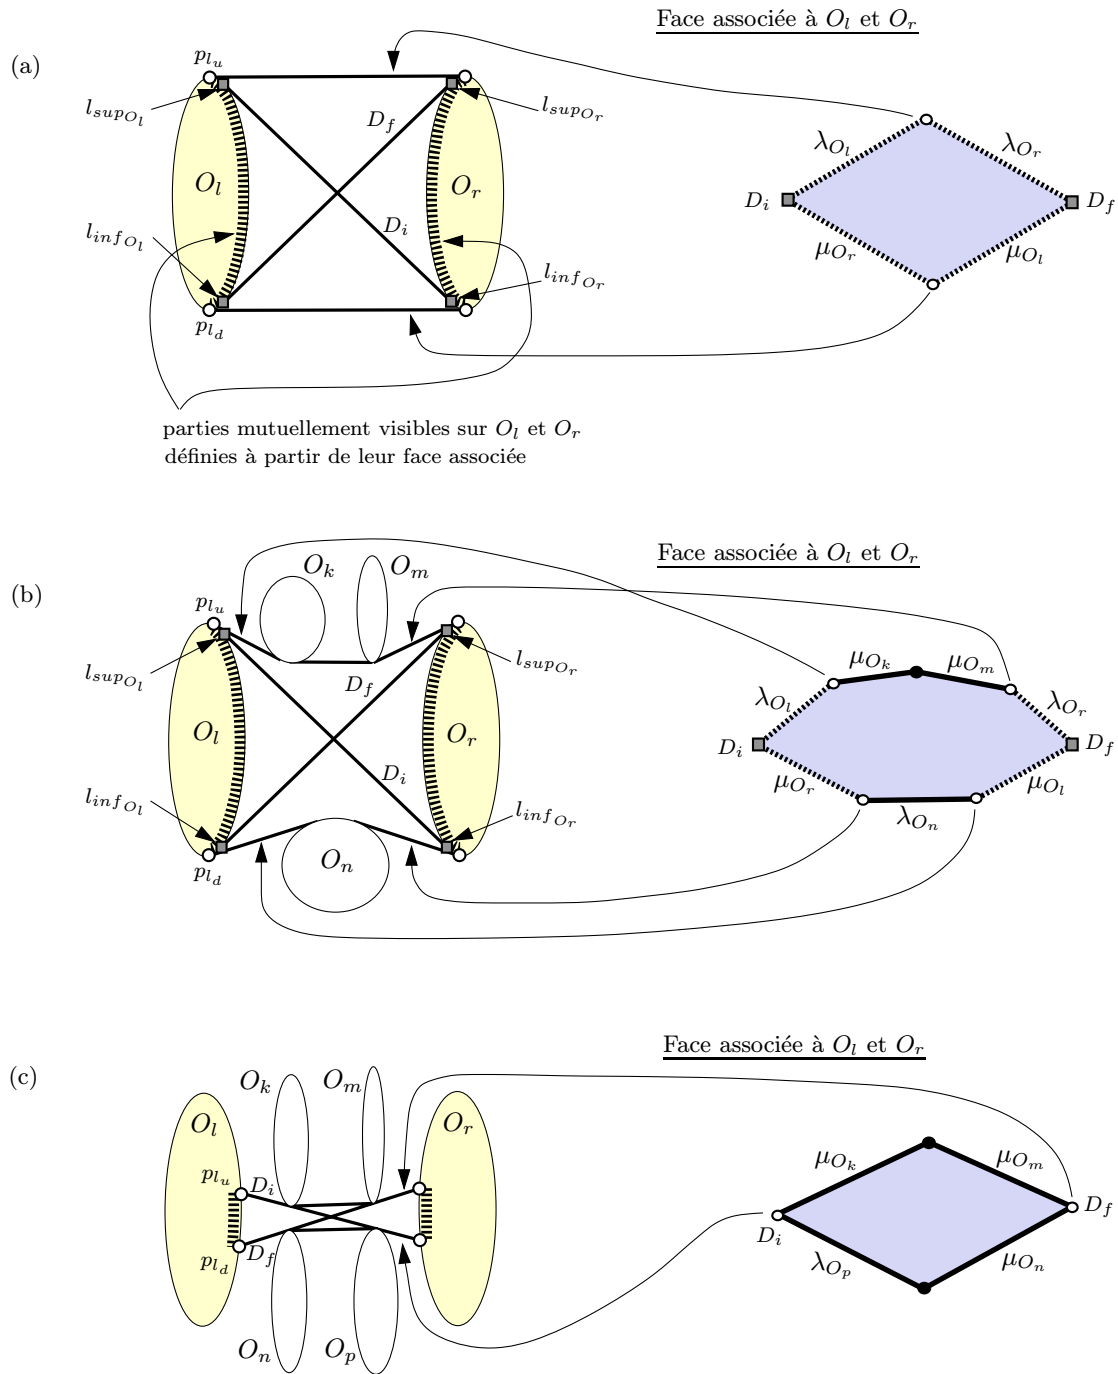 Face associée à O_l et O_r
(a)
p_{l_u}
l_{sup_{O_l}}
l_{sup_{O_r}}
D_f
λ_{O_l}
λ_{O_r}
O_l
O_r
D_i
D_f
l_{inf_{O_l}}
D_i
μ_{O_r}
μ_{O_l}
l_{inf_{O_r}}
p_{l_d}
parties mutuellement visibles sur O_l et O_r
définies à partir de leur face associée
Face associée à O_l et O_r
(b)
O_k
O_m
p_{l_u}
l_{sup_{O_l}}
l_{sup_{O_r}}
μ_{O_k}
μ_{O_m}
D_f
λ_{O_l}
λ_{O_r}
O_l
O_r
D_i
D_f
D_i
μ_{O_r}
μ_{O_l}
l_{inf_{O_l}}
l_{inf_{O_r}}
λ_{O_n}
O_n
p_{l_d}
Face associée à O_l et O_r
(c)
O_k
O_m
O_l
O_r
μ_{O_k}
μ_{O_m}
p_{l_u}
D_i
D_f
D_i
p_{l_d}
D_f
λ_{O_p}
μ_{O_n}
O_n
O_p